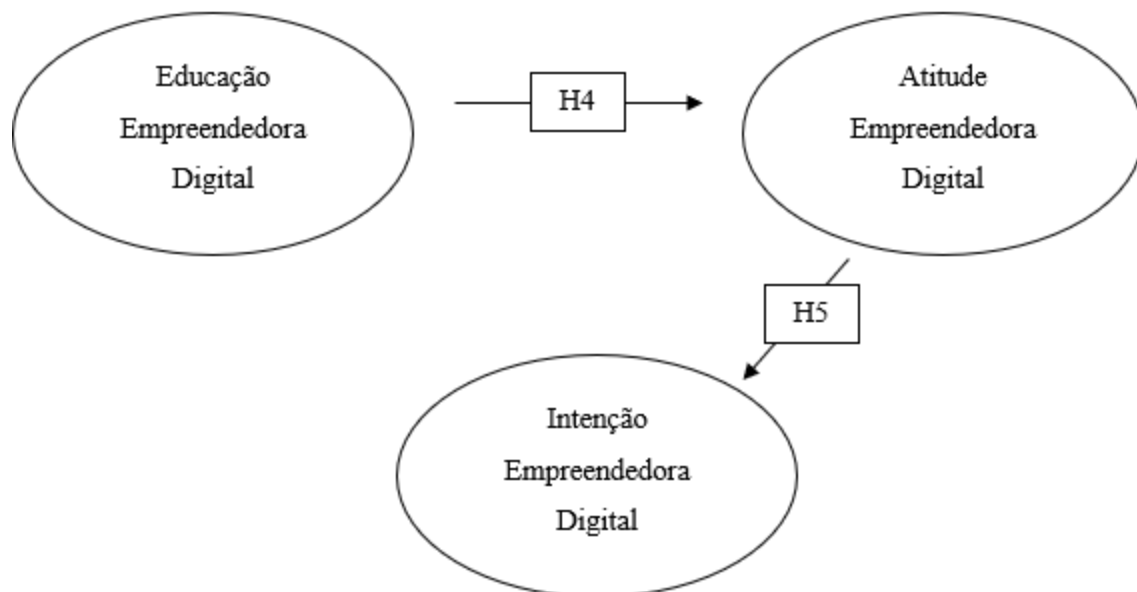 Educação
Empreendedora
Digital
H4
Atitude
Empreendedora
Digital
H5
Intenção
Empreendedora
Digital